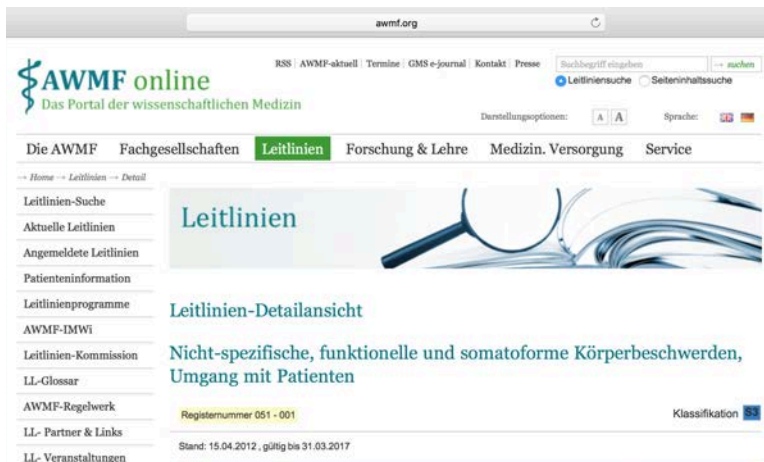 awmf.org
RSS | AWMF-aktuell | Termine | GMS e-journal | Kontakt | Presse
Suchbegriff eingeben
→ suchen
Leitliniensuche Seiteninhaltssuche
AWMF online
Das Portal der wissenschaftlichen Medizin
Darstellungsoptionen: A A Sprache:
Die AWMF Fachgesellschaften Leitlinien Forschung & Lehre Medizin. Versorgung Service
→ Home → Leitlinien → Detail
Leitlinien-Suche
Aktuelle Leitlinien
Angemeldete Leitlinien
Patienteninformation
Leitlinienprogramme
AWMF-IMWi
Leitlinien-Kommission
LL-Glossar
AWMF-Regelwerk
LL- Partner & Links
LL- Veranstaltungen
Leitlinien
Leitlinien-Detailansicht
Nicht-spezifische, funktionelle und somatoforme Körperbeschwerden,
Umgang mit Patienten
Registernummer 051 - 001
Klassifikation S3
Stand: 15.04.2012 , gültig bis 31.03.2017